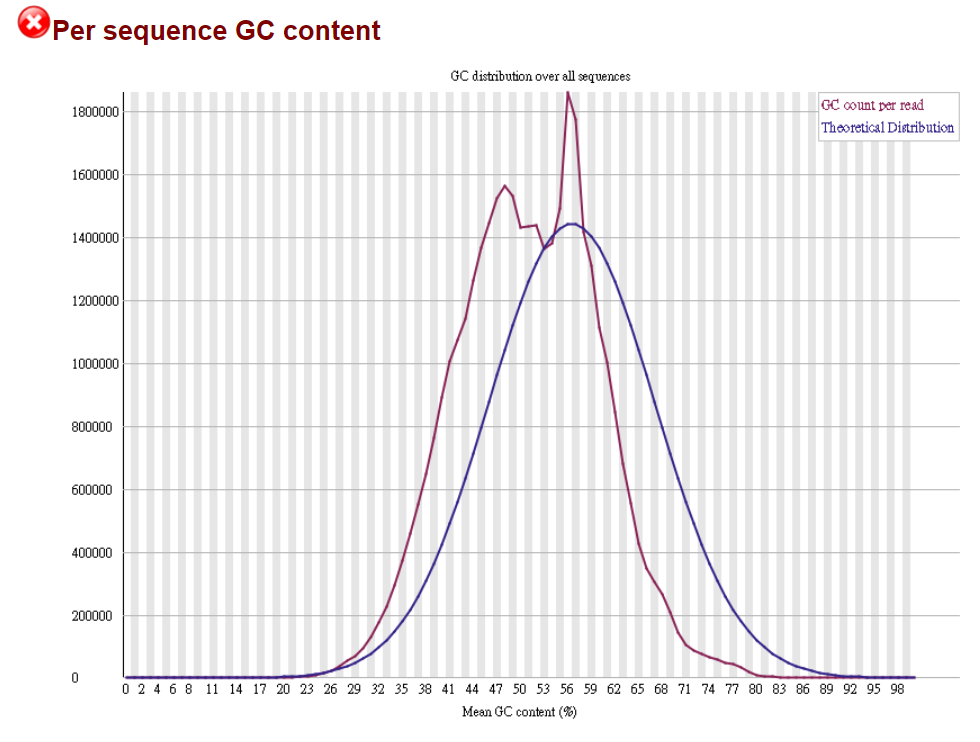 Per sequence GC content
GC distribution over all sequences
GC count per read
Theoretical Distribution
1800000
1600000
1400000
1200000
1000000
800000
600000
400000
200000
0
0 2 4 6 8 11 14 17 20 23 26 29 32 35 38 41 44 47 50 53 56 59 62 65 68 71 74 77 80 83 86 89 92 95 98
Mean GC content (%)